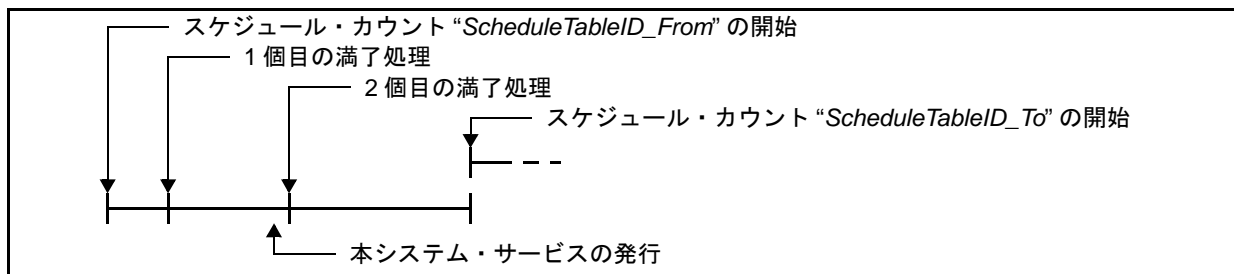 スケジュール・カウント “ScheduleTableID_From” の開始
1 個目の満了処理
2 個目の満了処理
スケジュール・カウント “ScheduleTableID_To” の開始
本システム・サービスの発行